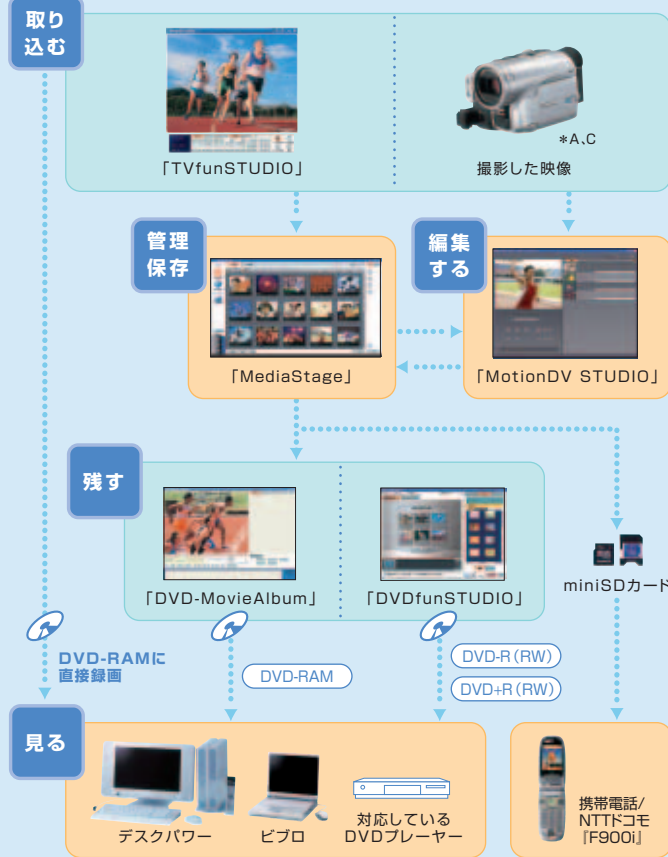 取り
込む
*A、C
「TVfunSTUDIO」
撮影した映像
管理
保存
編集
する
「MediaStage」
「MotionDV STUDIO」
残す
「DVD-MovieAlbum」
「DVDfunSTUDIO」
miniSDカード
DVD-RAMに
直接録画
DVD-RAM
DVD-R（RW）
DVD+R（RW）
見る
デスクパワー
ビブロ
対応している
DVDプレーヤー
携帯電話/
NTTドコモ
『F900i』